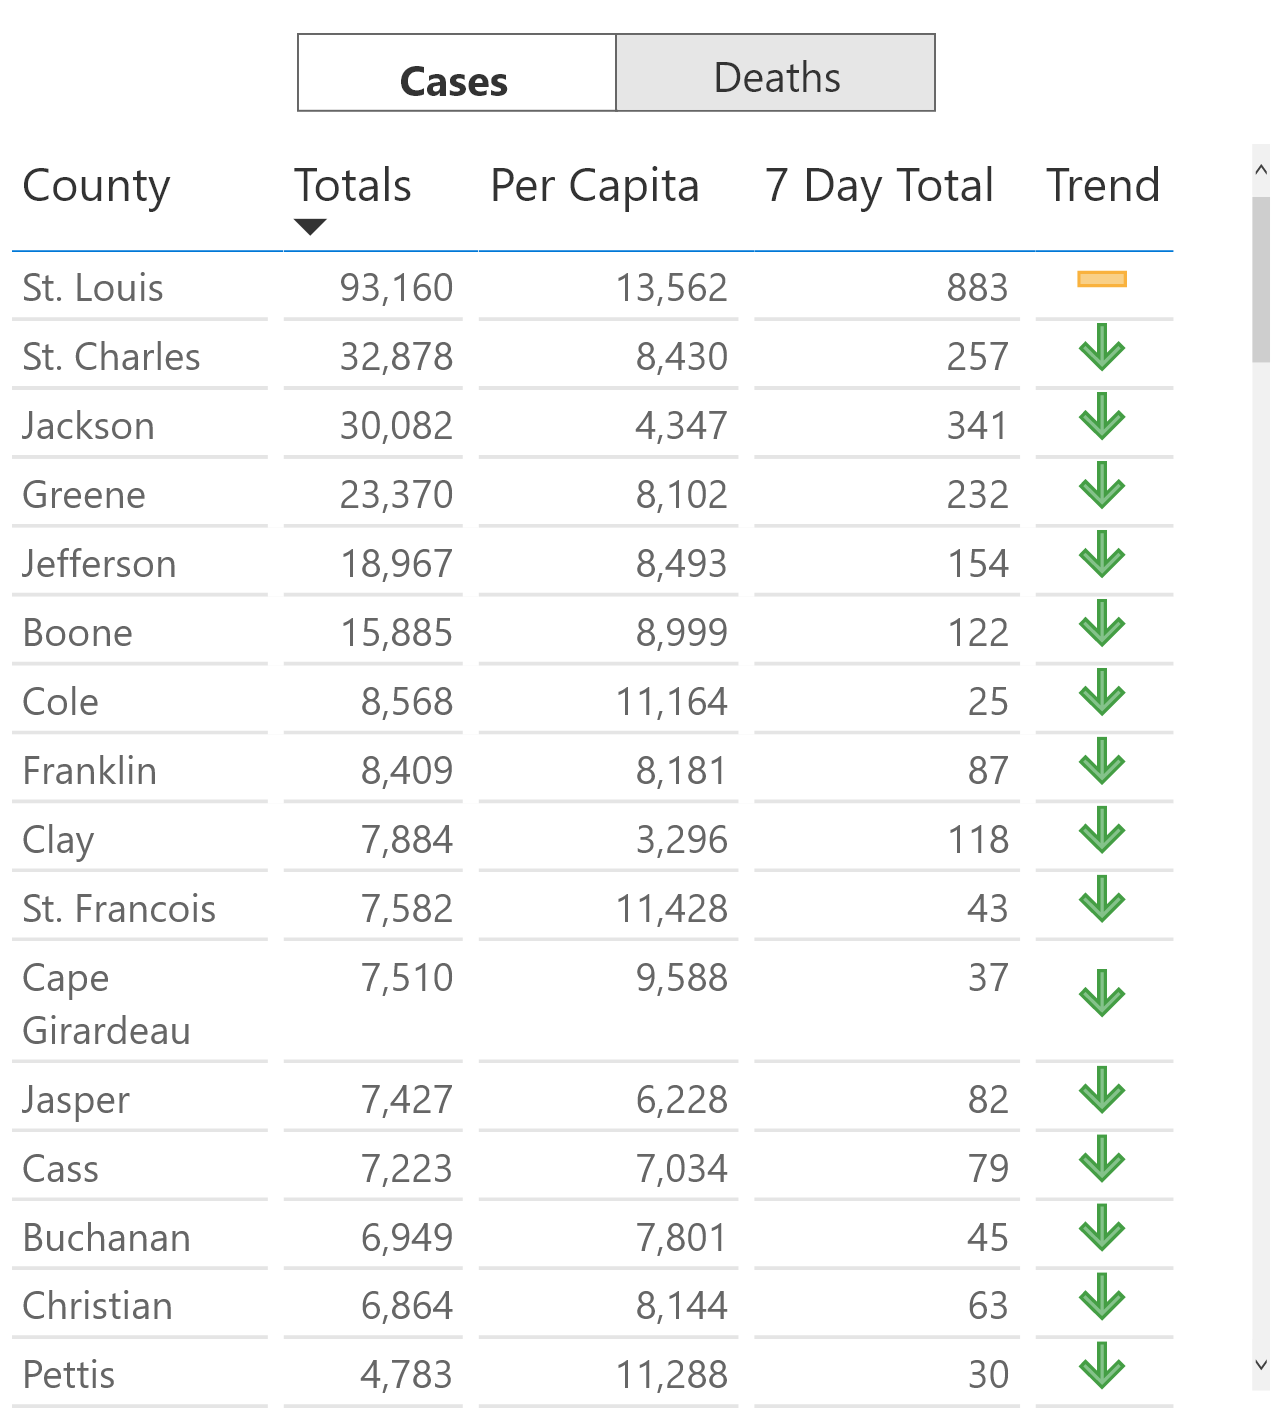 Cases Deaths
County Totals Per Capita 7 Day Total Trend
St. Louis 93,160 13,562 883
St. Charles 32,878 8,430 257
Jackson 30,082 4,347 341
Greene 23,370 8,102 232
Jefferson 18,967 8,493 154
Boone 15,885 8,999 122
Cole 8,568 11,164 25
Franklin 8,409 8,181 87
Clay 7,884 3,296 118
St. Francois 7,582 11,428 43
Cape 7,510 9,588 37
Girardeau
Jasper 7,427 6,228 82
Cass 7,223 7,034 79
Buchanan 6,949 7,801 45
Christian 6,864 8,144 63
Pettis 4,783 11,288 30